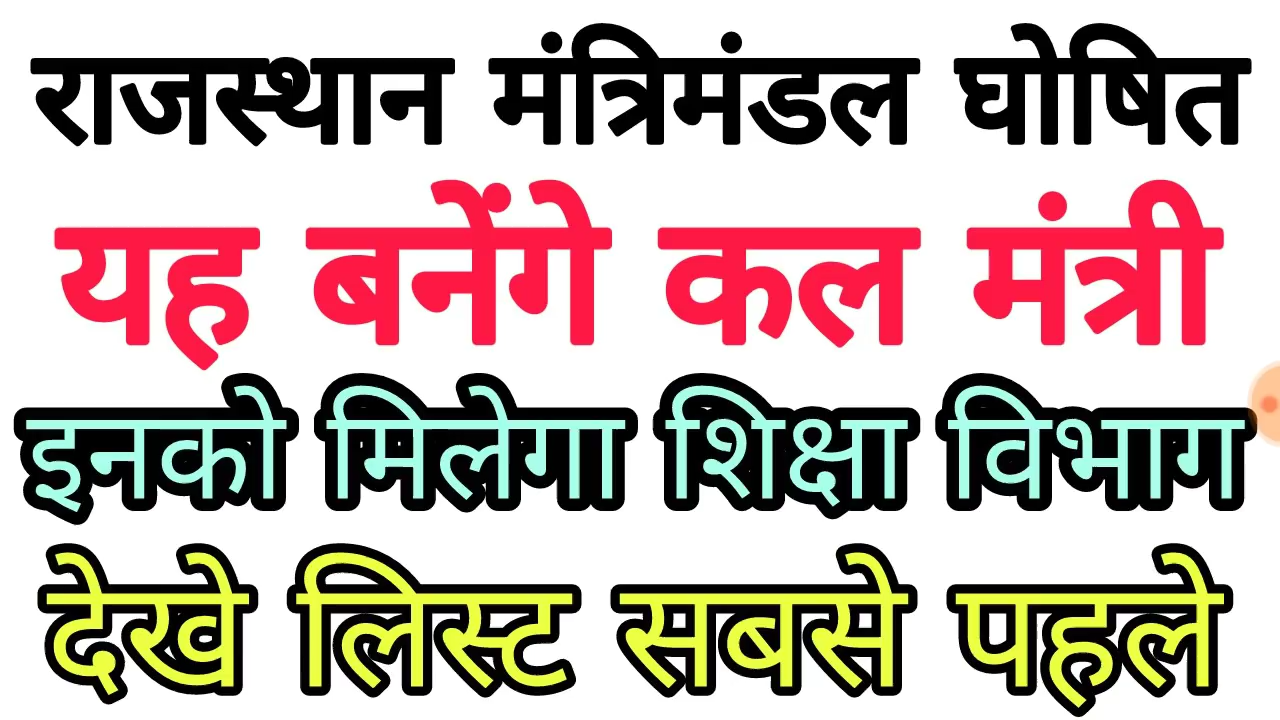 राजस्थान मंत्रिमंडल घोषित
यह बनेंगे कल मंत्री
इनको मिलेगा शिक्षा विभाग
देखे लिस्ट सबसे पहले